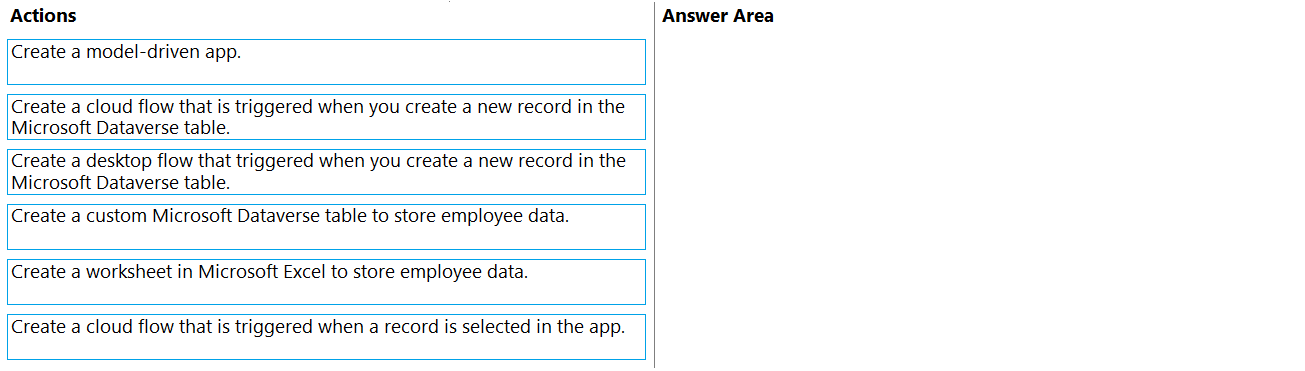 Actions
Answer Area
Create a model-driven app.
Create a cloud flow that is triggered when you create a new record in the
Microsoft Dataverse table.
Create a desktop flow that triggered when you create a new record in the
Microsoft Dataverse table.
Create a custom Microsoft Dataverse table to store employee data.
Create a worksheet in Microsoft Excel to store employee data.
Create a cloud flow that is triggered when a record is selected in the app.